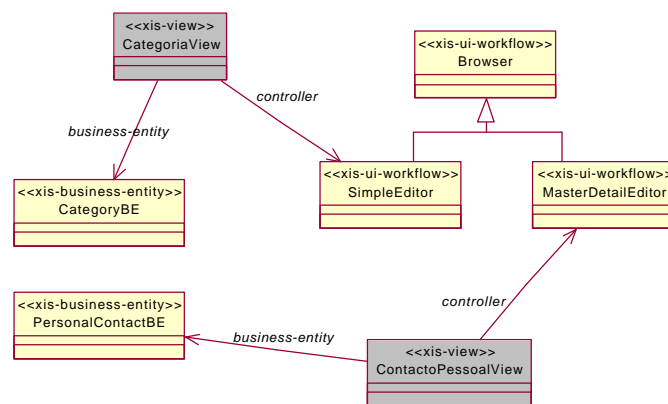 <<xis-view>>
CategoriaView
<<xis-ui-workflow>>
Browser
controller
business-entity
<<xis-ui-workflow>>
SimpleEditor
<<xis-ui-workflow>>
MasterDetailEditor
<<xis-business-entity>>
CategoryBE
<<xis-business-entity>>
PersonalContactBE
controller
business-entity
<<xis-view>>
ContactoPessoalView